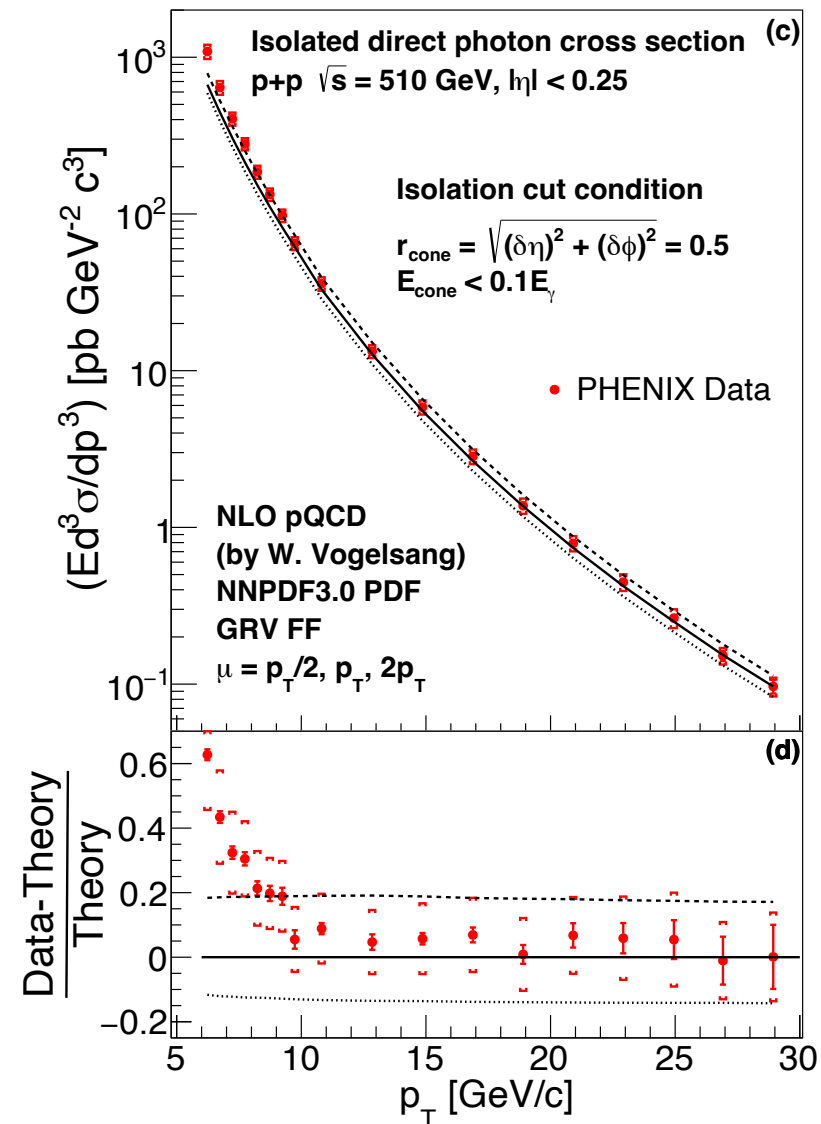 (c)
Isolated direct photon cross section
p+p √s = 510 GeV, |η| < 0.25
Isolation cut condition
r_cone = √(δη)² + (δϕ)² = 0.5
E_cone < 0.1E_γ
PHENIX Data
NLO pQCD
(by W. Vogelsang)
NNPDF3.0 PDF
GRV FF
μ = p_T/2, p_T, 2p_T
(Ed³σ/dp³) [pb GeV⁻² c³]
10³
10²
10
1
10⁻¹
(d)
Data-Theory
Theory
0.6
0.4
0.2
0
−0.2
5 10 15 20 25 30
p_T [GeV/c]